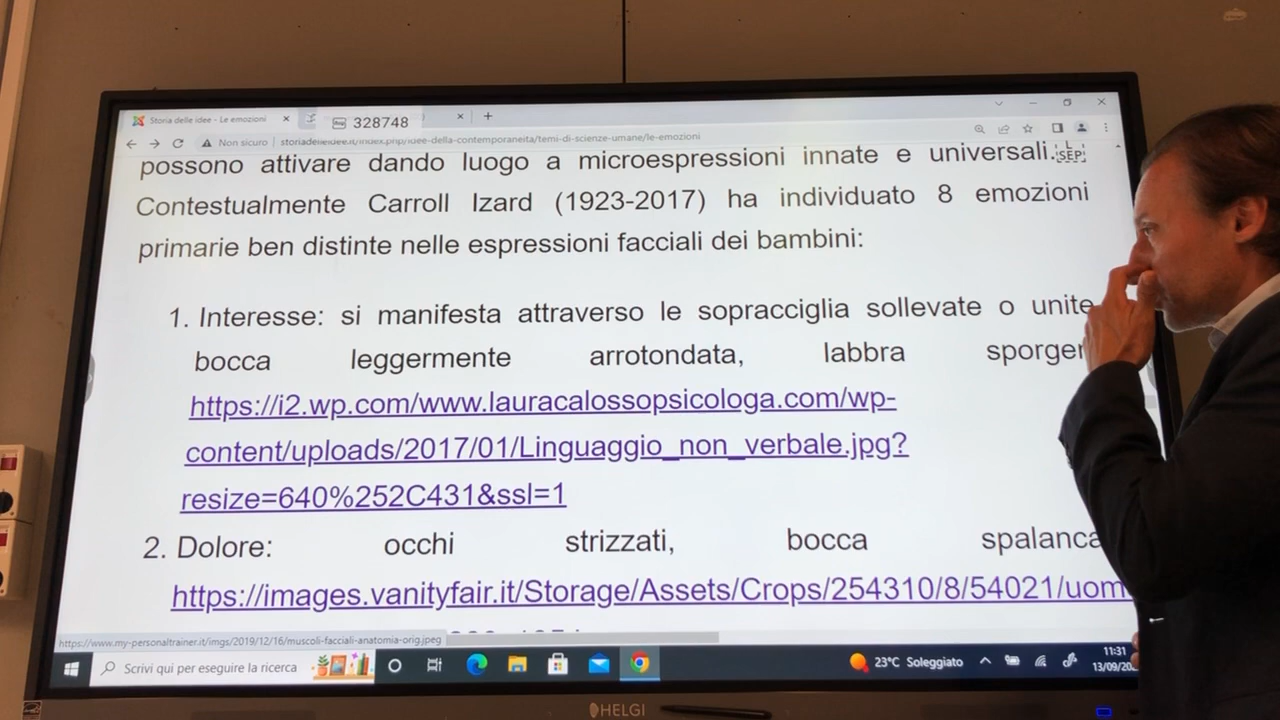 Storia delle idee - Le emozioni
328748
Non sicuro | storiadelleidee.it/index.php/idee-della-contemporaneita/temi-di-scienze-umane/le-emozioni
possono attivare dando luogo a microespressioni innate e universali. L SEP
Contestualmente Carroll Izard (1923-2017) ha individuato 8 emozioni
primarie ben distinte nelle espressioni facciali dei bambini:
1. Interesse: si manifesta attraverso le sopracciglia sollevate o unite
bocca leggermente arrotondata, labbra sporgen
https://i2.wp.com/www.lauracalossopsicologa.com/wp-
content/uploads/2017/01/Linguaggio_non_verbale.jpg?
resize=640%252C431&ssl=1
2. Dolore: occhi strizzati, bocca spalanca
https://images.vanityfair.it/Storage/Assets/Crops/254310/8/54021/uom
https://www.my-personaltrainer.it/imgs/2019/12/16/muscoli-facciali-anatomia-orig.jpeg
Scrivi qui per eseguire la ricerca
23°C Soleggiato
11:31
13/09/20
HELGI